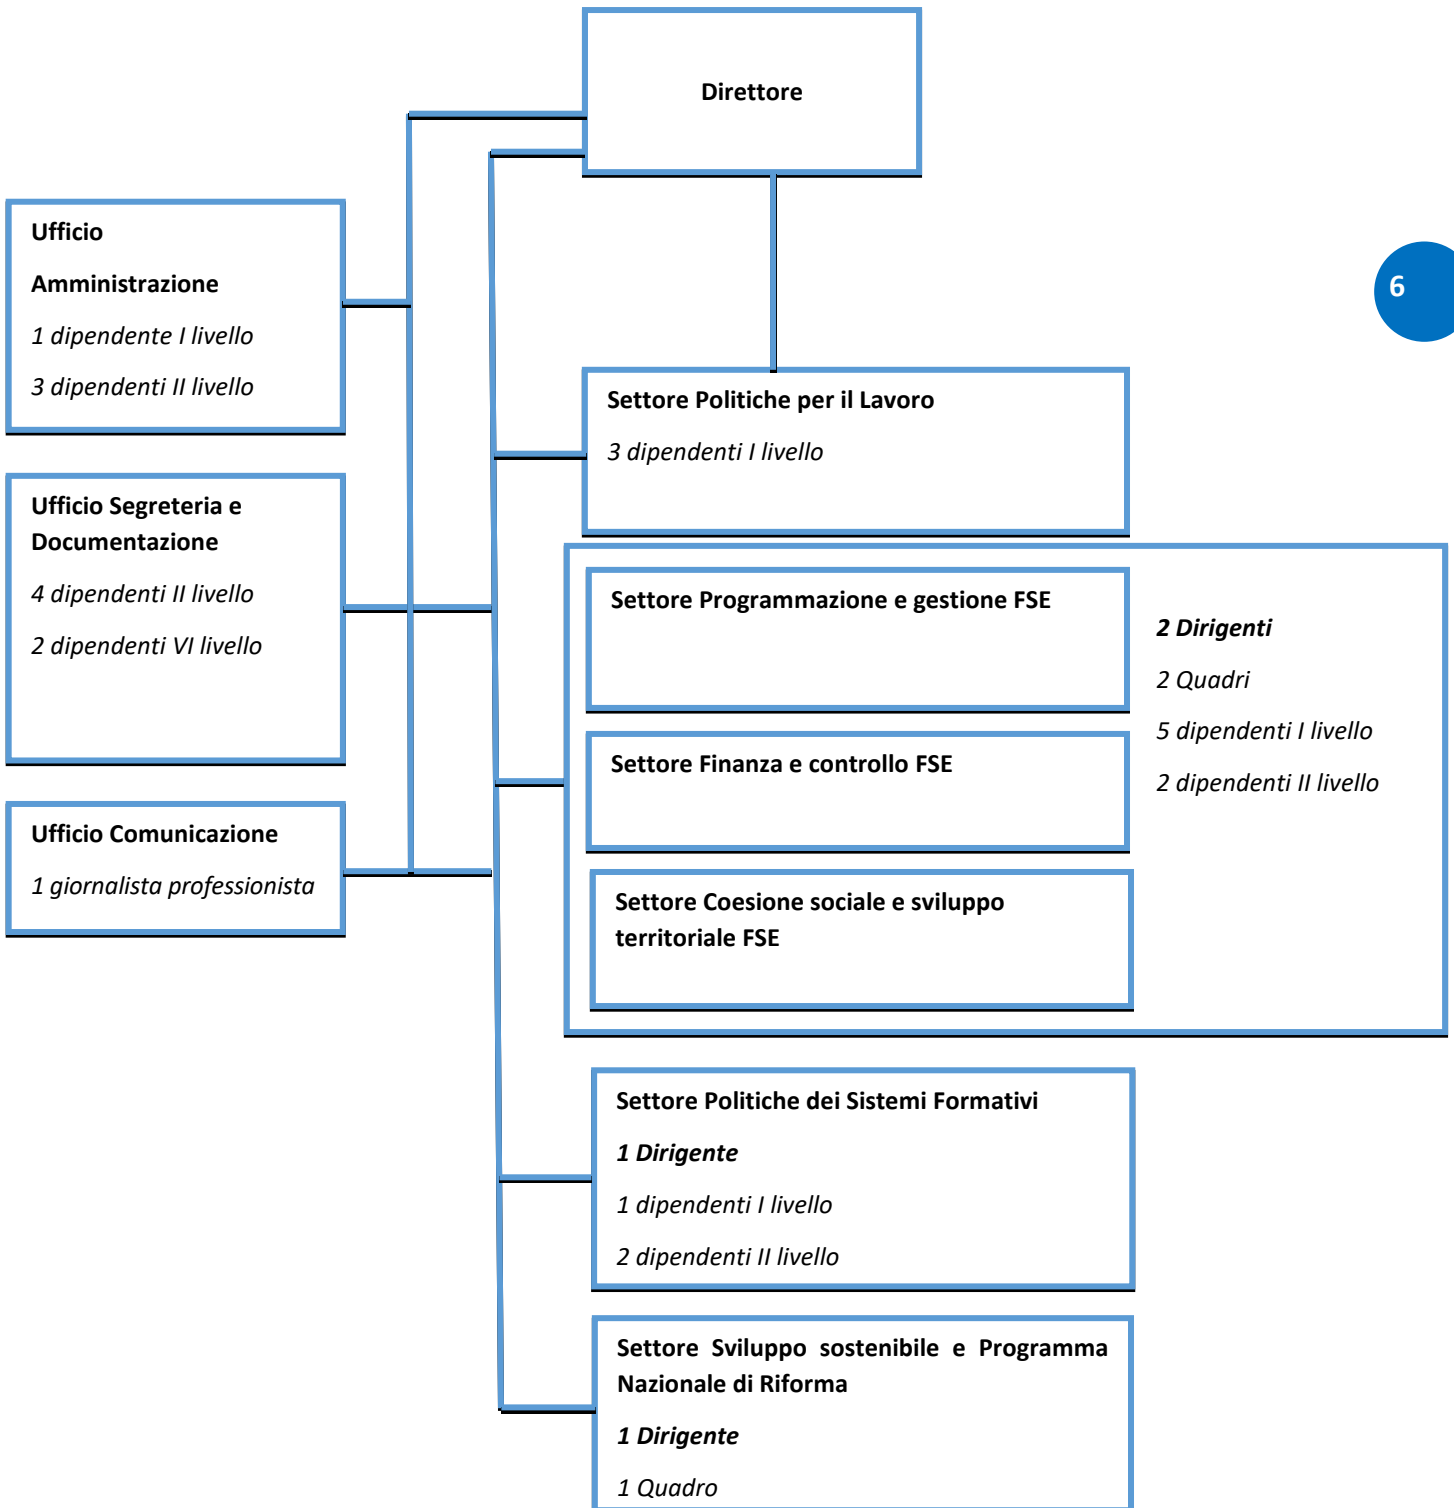 Direttore
6
Ufficio
Amministrazione
1 dipendente I livello
3 dipendenti II livello
Ufficio Segreteria e
Documentazione
4 dipendenti II livello
2 dipendenti VI livello
Ufficio Comunicazione
1 giornalista professionista
Settore Politiche per il Lavoro
3 dipendenti I livello
Settore Programmazione e gestione FSE
Settore Finanza e controllo FSE
Settore Coesione sociale e sviluppo
territoriale FSE
2 Dirigenti
2 Quadri
5 dipendenti I livello
2 dipendenti II livello
Settore Politiche dei Sistemi Formativi
1 Dirigente
1 dipendenti I livello
2 dipendenti II livello
Settore Sviluppo sostenibile e Programma
Nazionale di Riforma
1 Dirigente
1 Quadro